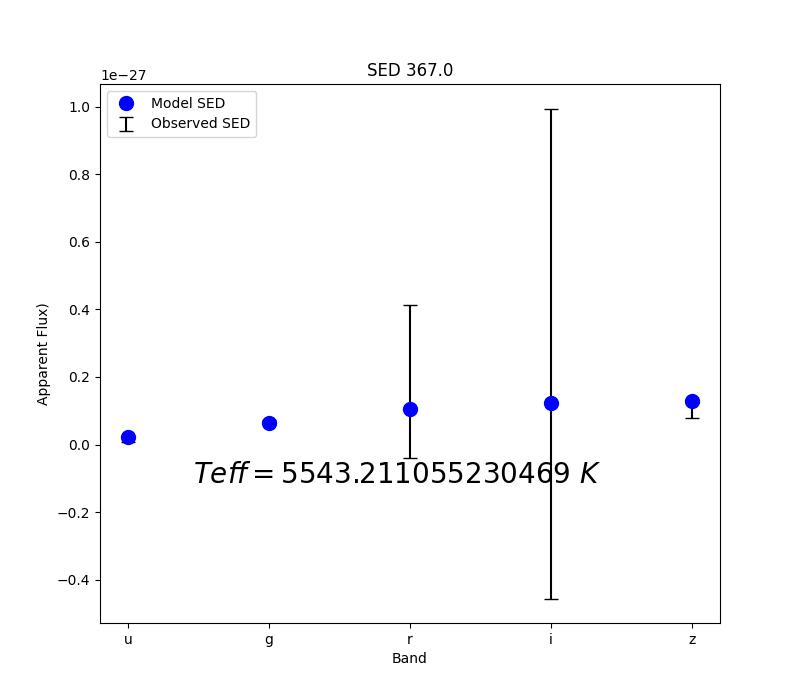 SED 367.0
1e−27
Model SED
Observed SED
1.0
0.8
0.6
0.4
0.2
0.0
−0.2
−0.4
Apparent Flux)
Teff = 5543.211055230469 K
u g r i z
Band